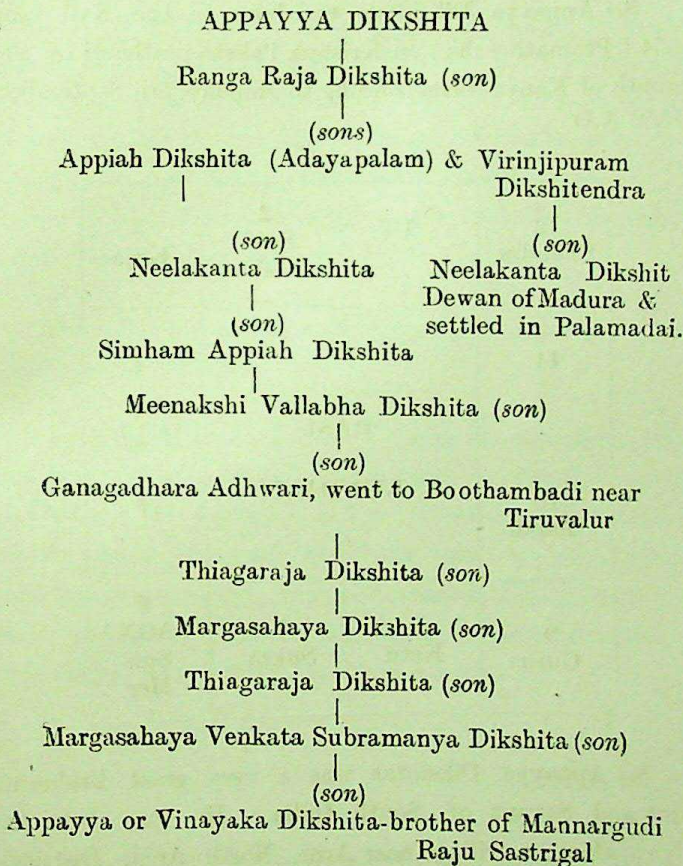 APPAYYA DIKSHITA
Ranga Raja Dikshita (son)
(sons)
Appiah Dikshita (Adayapalam) & Virinjipuram
Dikshitendra
(son)
Neelakanta Dikshita
(son)
Neelakanta Dikshit
Dewan of Madura &
settled in Palamadai.
(son)
Simham Appiah Dikshita
Meenakshi Vallabha Dikshita (son)
(son)
Ganagadhara Adhwari, went to Boothambadi near
Tiruvalur
Thiagaraja Dikshita (son)
Margasahaya Dikshita (son)
Thiagaraja Dikshita (son)
Margasahaya Venkata Subramanya Dikshita (son)
(son)
Appayya or Vinayaka Dikshita-brother of Mannargudi
Raju Sastrigal